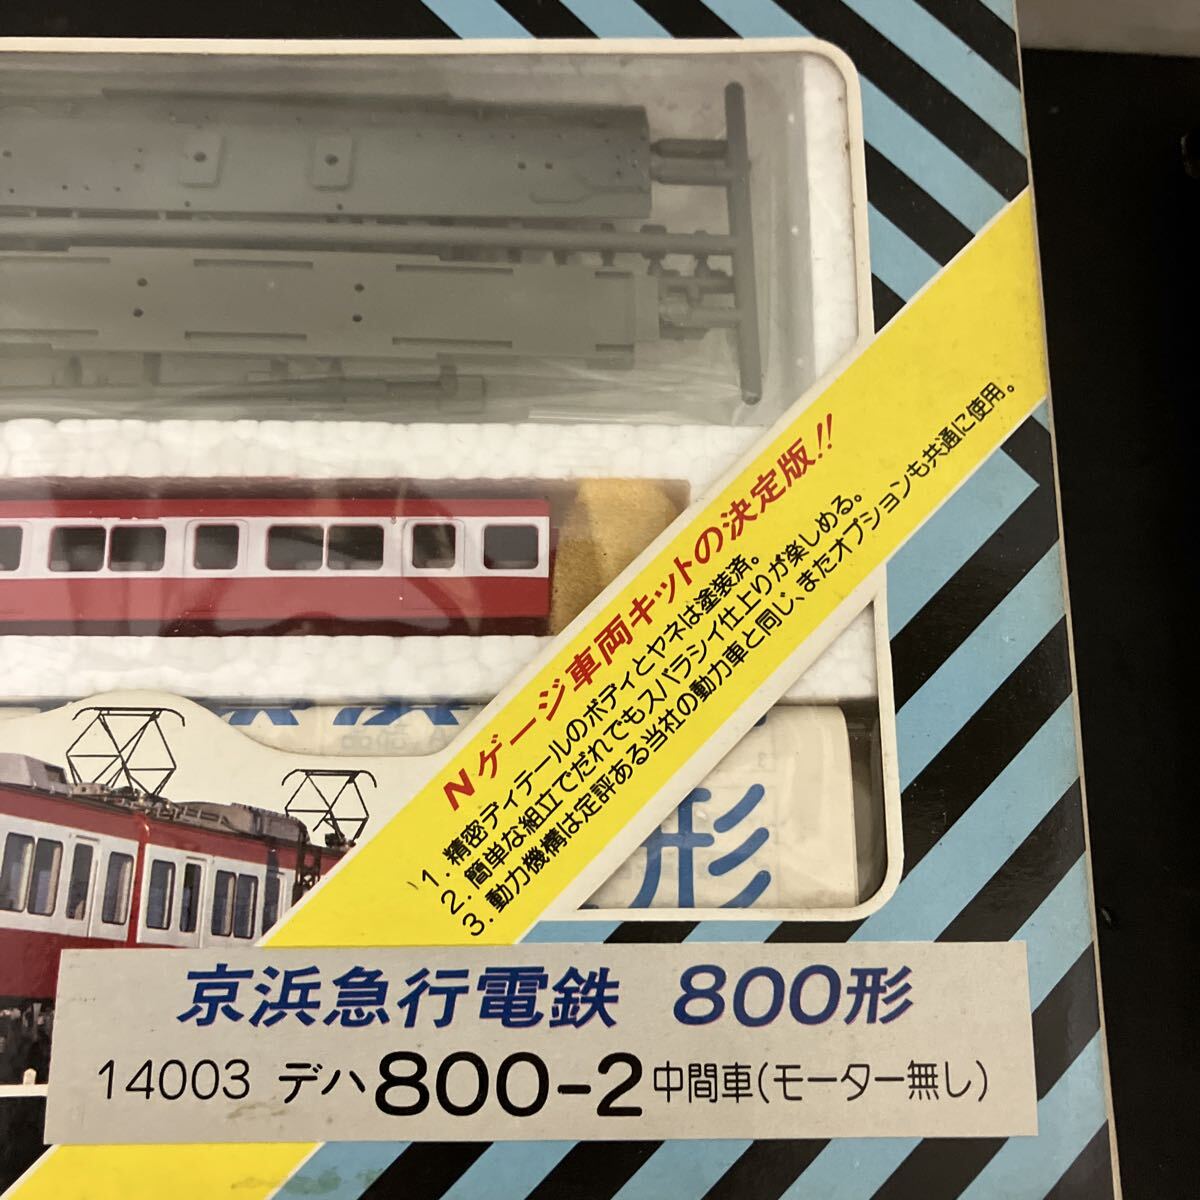 Nゲージ車両キットの決定版!!
1. 精密ディテールのボディとヤネは塗装済。
2. 簡単な組立でだれでもスバラシイ仕上りが楽しめる。
3. 動力機構は定評ある当社の動力車と同じ、またオプションも共通に使用。
形
京浜急行電鉄 800形
14003 デハ800-2 中間車(モーター無し)